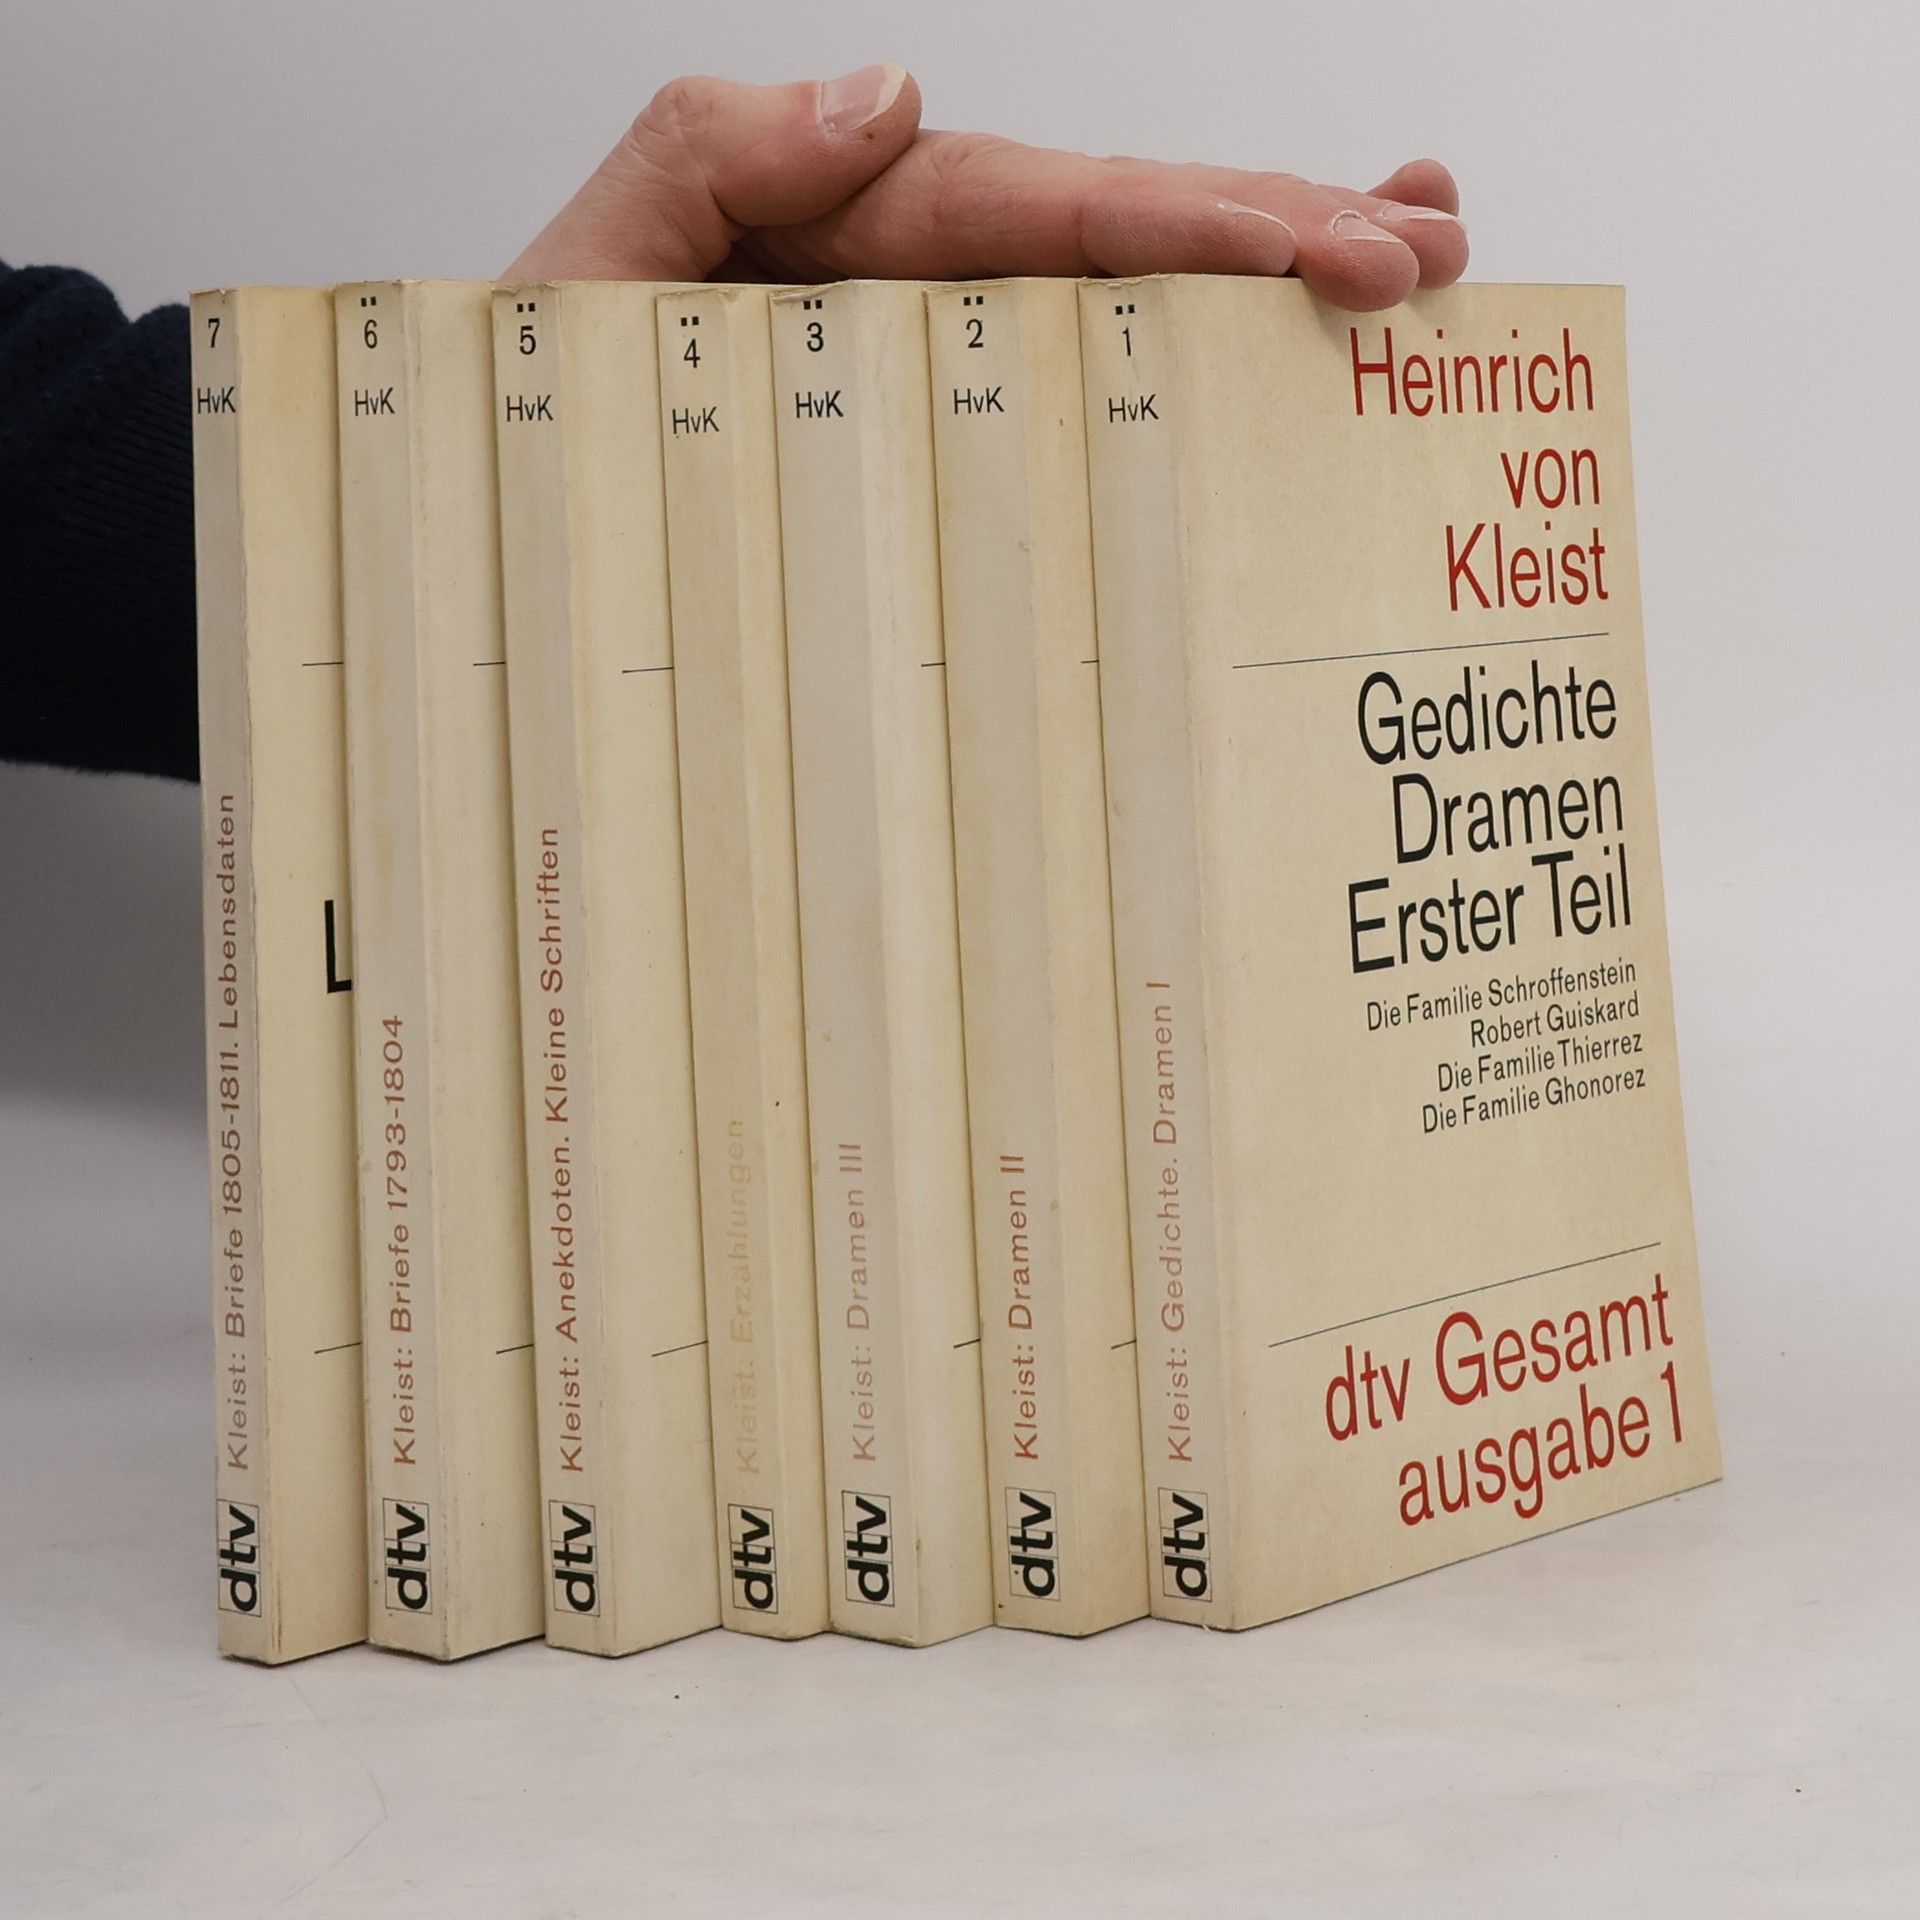 7
HvK
Kleist: Briefe 1805-1811. Lebensdaten
dtv
L
6
HvK
Kleist: Briefe 1793-1804
dtv
5
HvK
Kleist: Anekdoten. Kleine Schriften
dtv
4
HvK
Kleist: Erzählungen
dtv
3
HvK
Kleist: Dramen III
dtv
2
HvK
Kleist: Dramen II
dtv
1
HvK
Kleist: Gedichte. Dramen I
dtv
Heinrich
von
Kleist
Gedichte
Dramen
Erster Teil
Die Familie Schroffenstein
Robert Guiskard
Die Familie Thierrez
Die Familie Ghonorez
dtv Gesamt
ausgabe 1